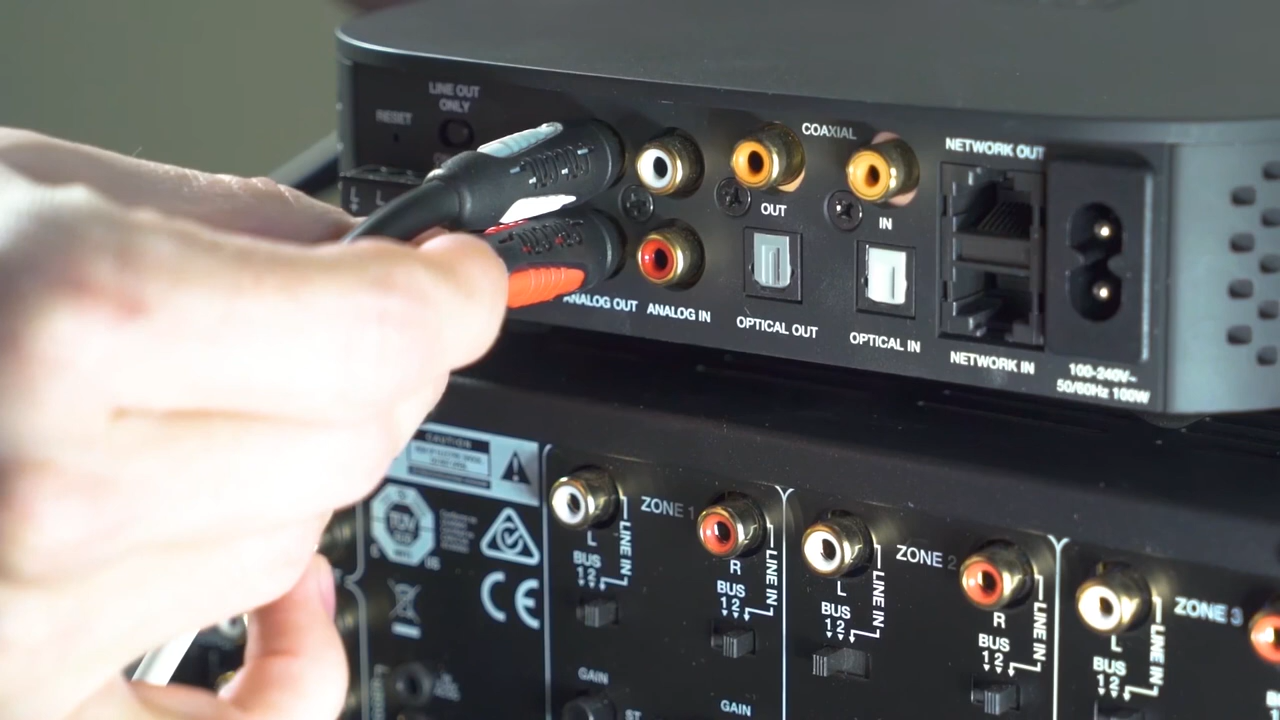 LINE OUT
ONLY
RESET
COAXIAL
OUT
IN
NETWORK OUT
ANALOG OUT
ANALOG IN
OPTICAL OUT
OPTICAL IN
NETWORK IN
100-240V~
50/60Hz 100W
CAUTION
TÜV
CE
ZONE 1
L
LINE IN
BUS
1 2
R
LINE IN
BUS
1 2
GAIN
GAIN
ZONE 2
L
LINE IN
BUS
1 2
R
LINE IN
BUS
1 2
ZONE 3
L
LINE IN
BUS
1 2